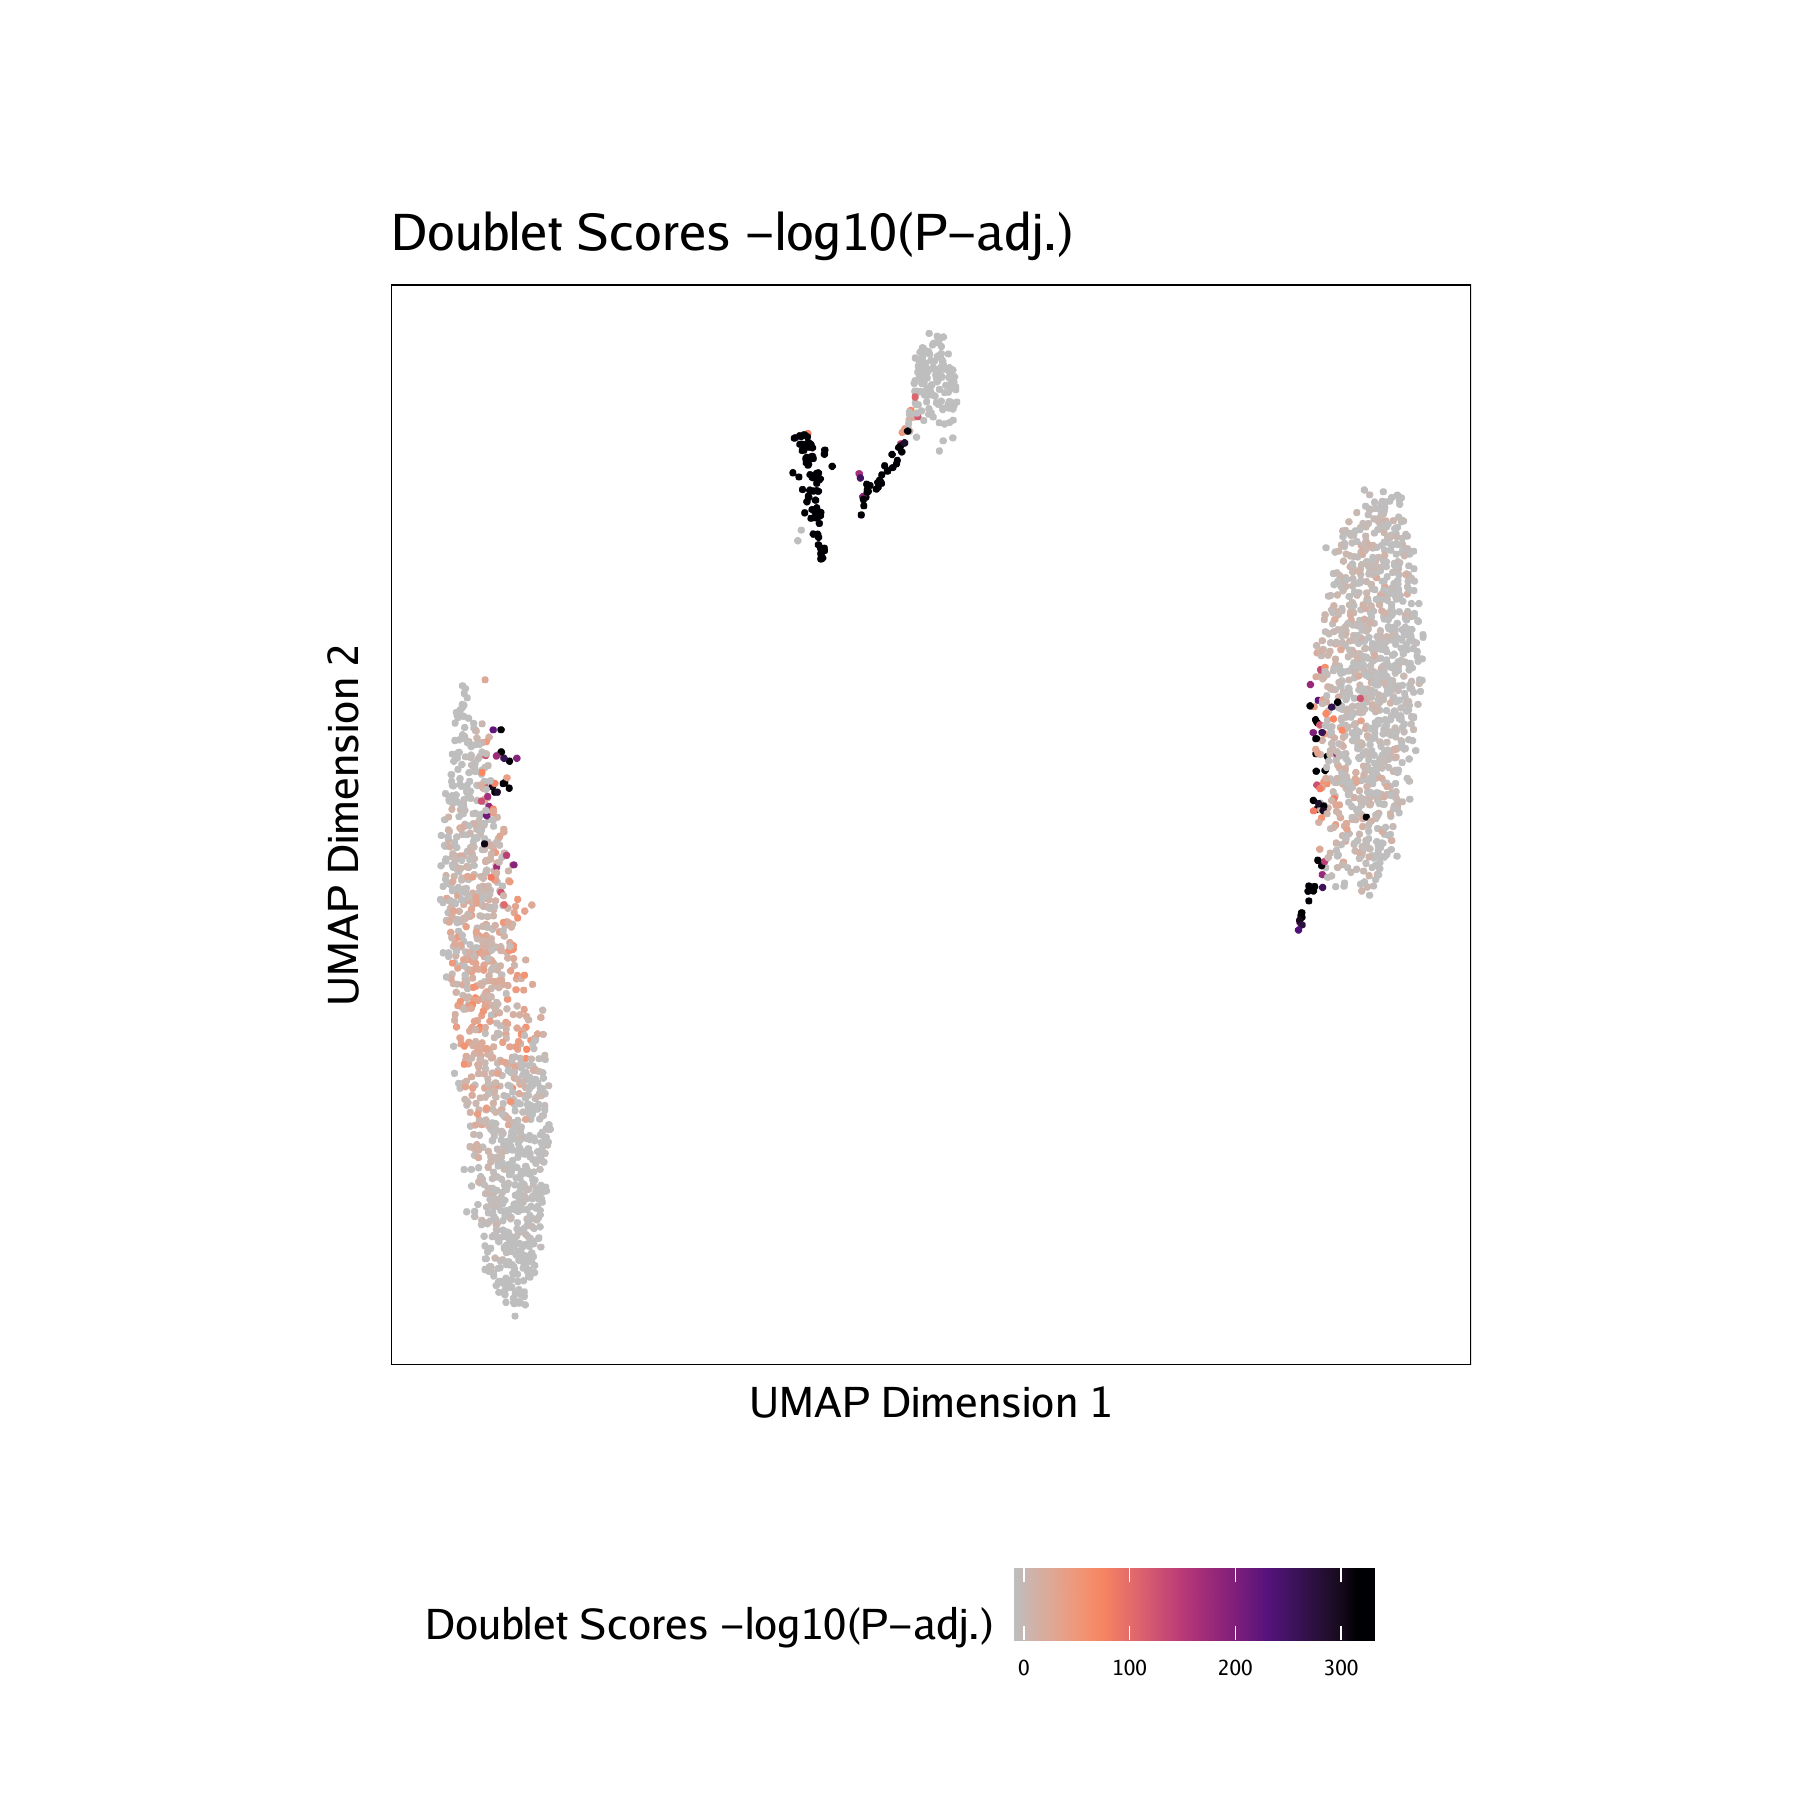 Doublet Scores −log10(P−adj.)
UMAP Dimension 2
UMAP Dimension 1
Doublet Scores −log10(P−adj.)
0 100 200 300